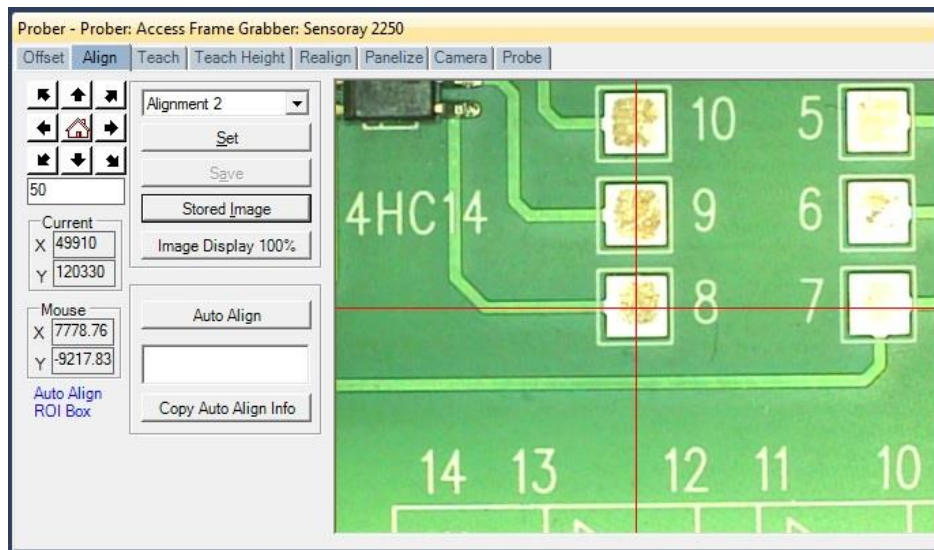 Prober - Prober: Access Frame Grabber: Sensoray 2250
Offset Align Teach Teach Height Realign Panelize Camera Probe
Alignment 2
Set
Save
Stored Image
Image Display 100%
50
Current
X 49910
Y 120330
Mouse
X 7778.76
Y -9217.83
Auto Align
ROI Box
Auto Align
Copy Auto Align Info
10 5
4HC14 9 6
8 7
14 13 12 11 10